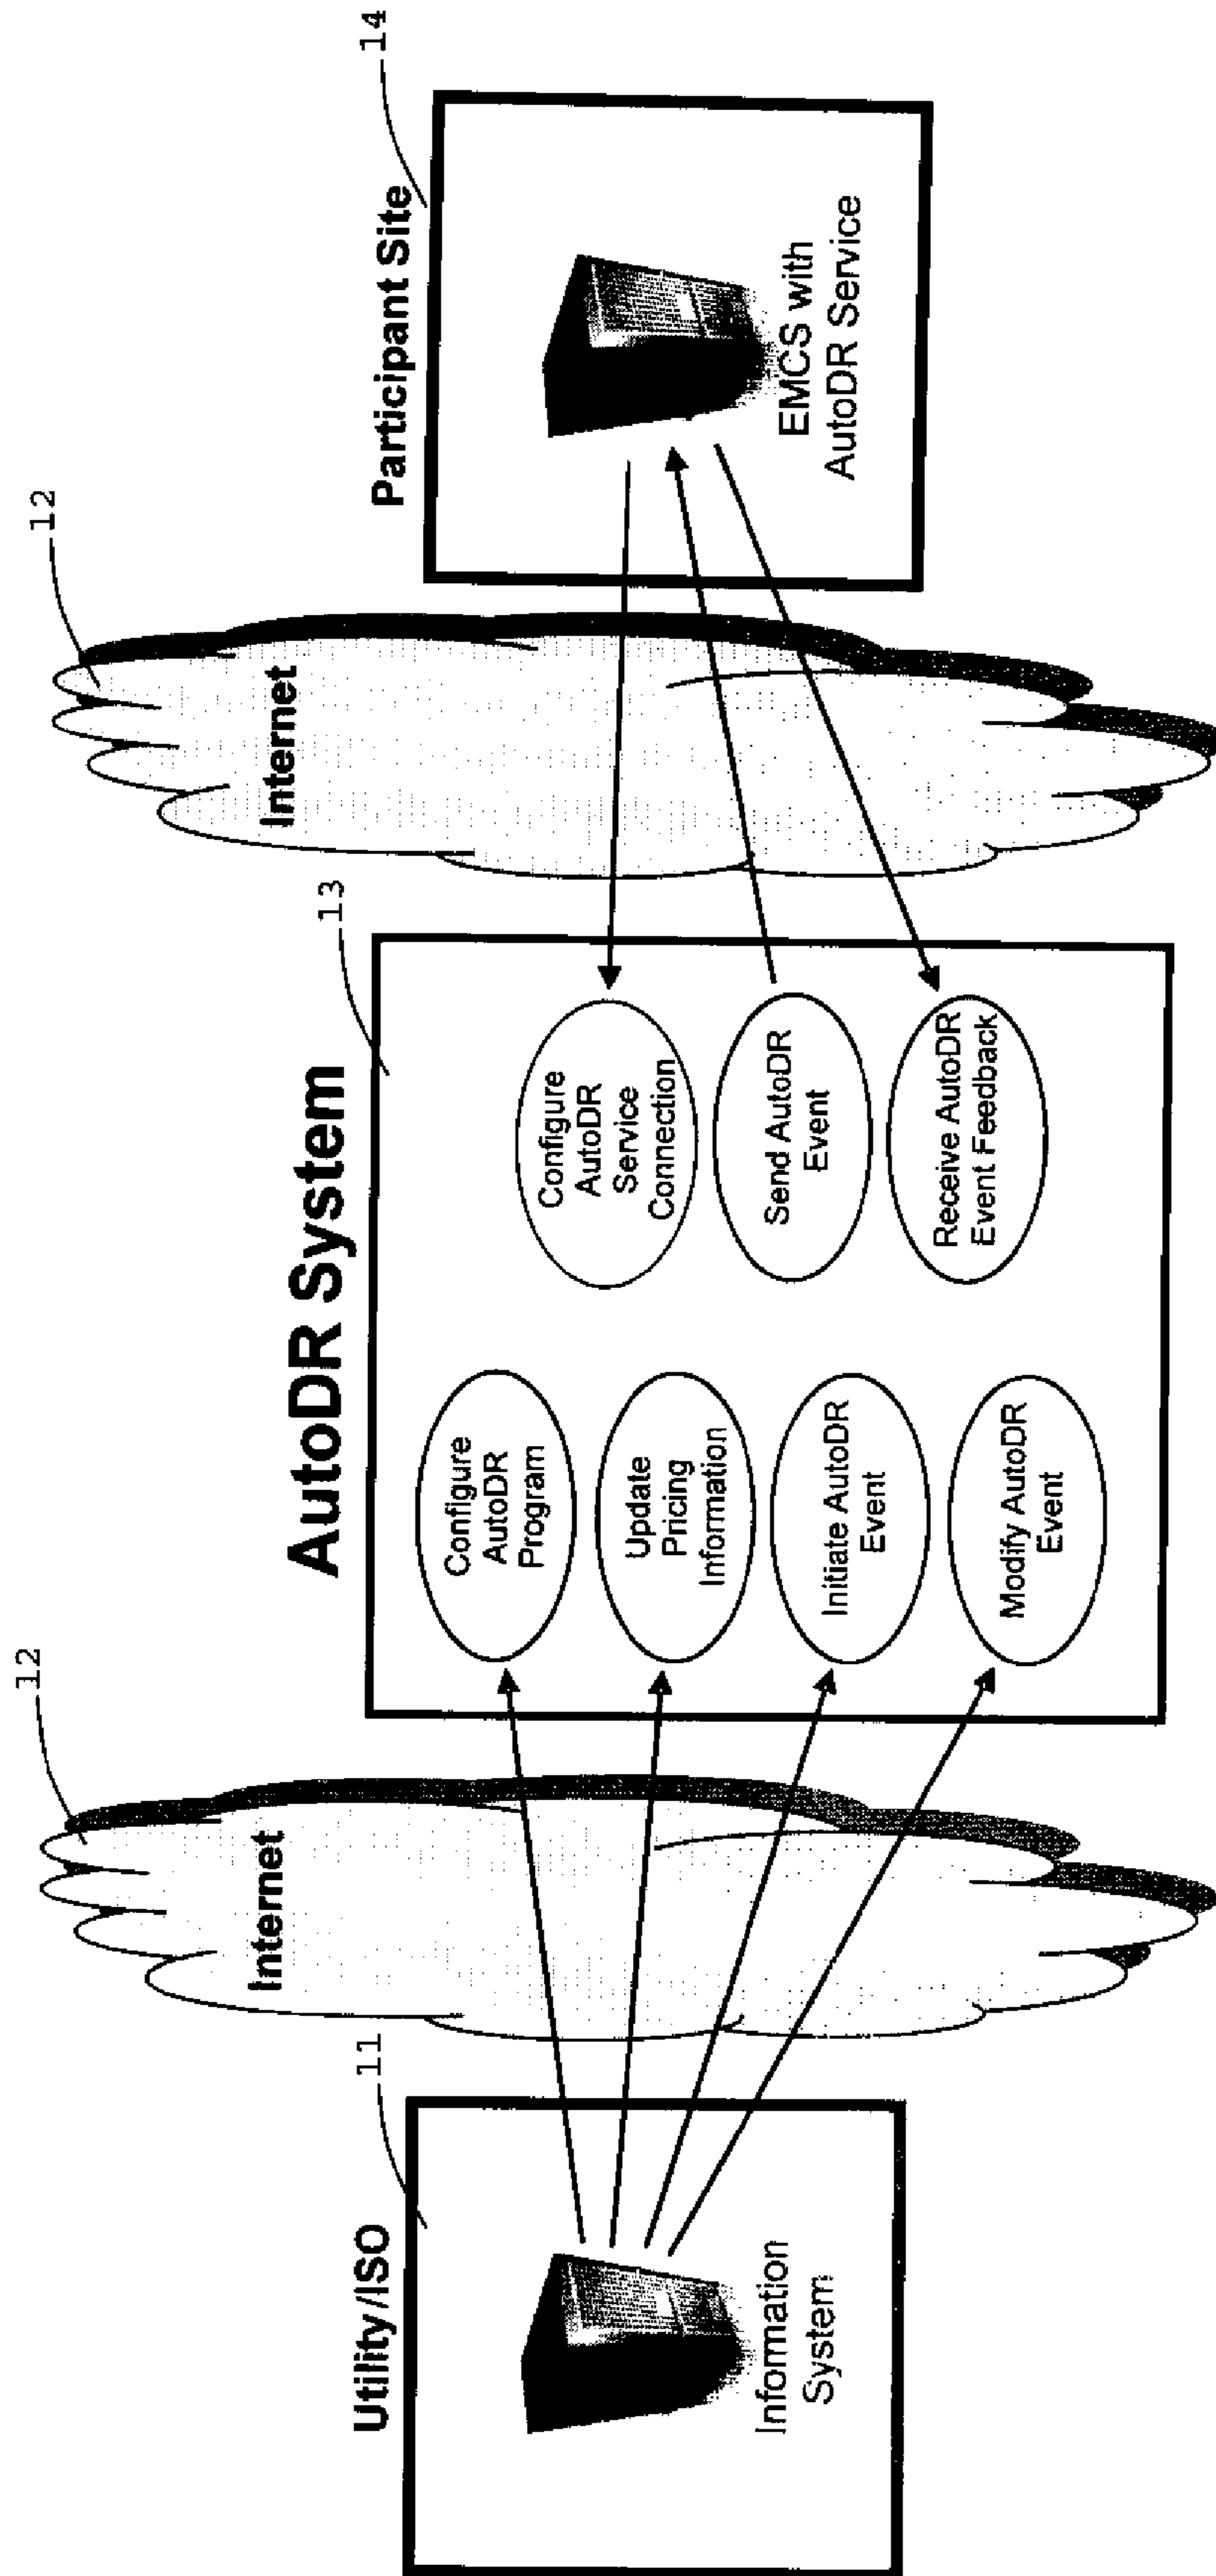 Utility/ISO
11
Information
System
Internet
12
AutoDR System
13
Configure
AutoDR
Program
Update
Pricing
Information
Initiate AutoDR
Event
Modify AutoDR
Event
Configure
AutoDR
Service
Connection
Send AutoDR
Event
Receive AutoDR
Event Feedback
Internet
12
Participant Site
14
EMCS with
AutoDR Service